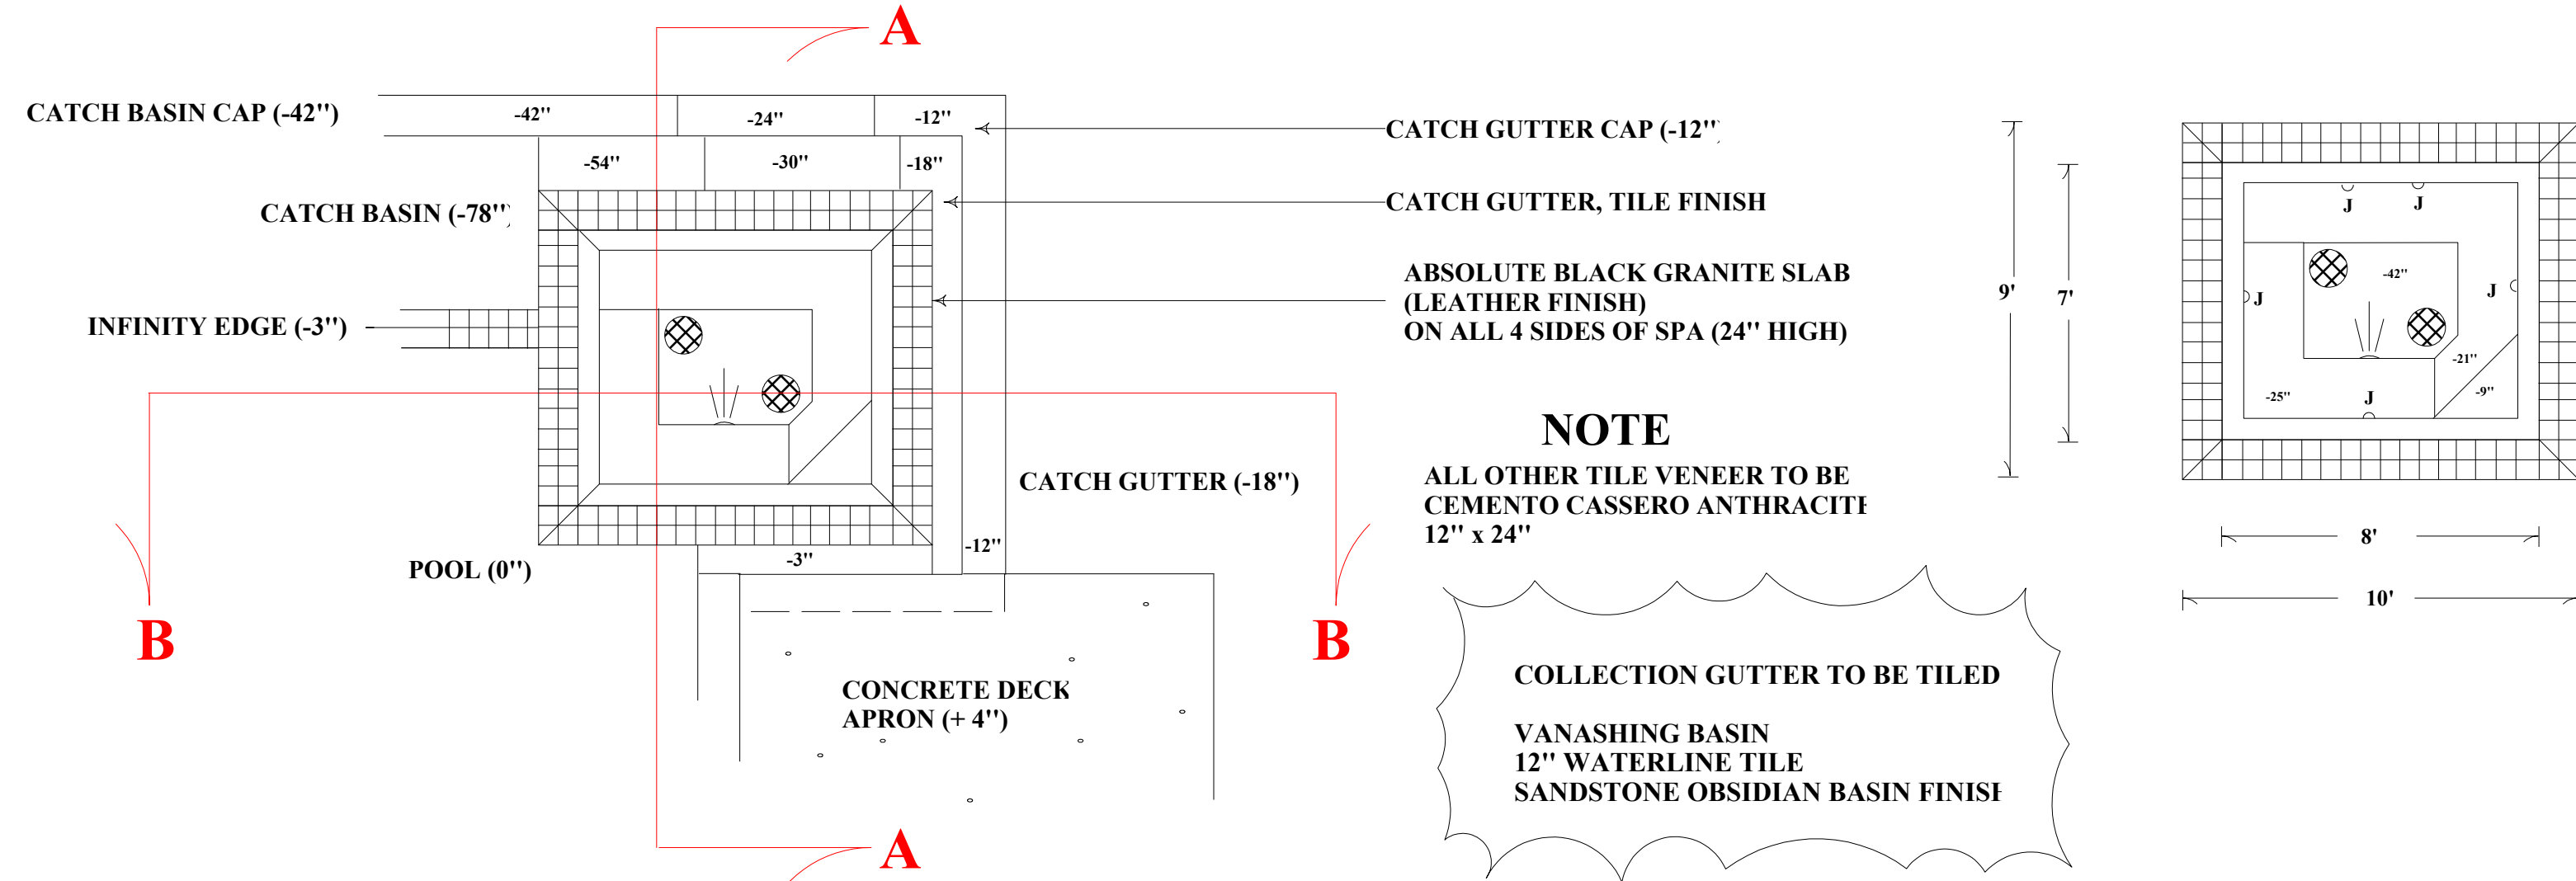 A
CATCH BASIN CAP (-42")
-42"
-24"
-12"
CATCH GUTTER CAP (-12"
-54"
-30"
-18"
CATCH GUTTER, TILE FINISH
CATCH BASIN (-78"
ABSOLUTE BLACK GRANITE SLAB
(LEATHER FINISH)
ON ALL 4 SIDES OF SPA (24" HIGH)
INFINITY EDGE (-3")
NOTE
ALL OTHER TILE VENEER TO BE
CEMENTO CASSERO ANTHRACITE
12" x 24"
CATCH GUTTER (-18")
-12"
-3"
POOL (0")
B
B
CONCRETE DECK
APRON (+ 4")
A
COLLECTION GUTTER TO BE TILED
VANASHING BASIN
12" WATERLINE TILE
SANDSTONE OBSIDIAN BASIN FINISH
9'
7'
J
J
-42"
J
J
-21"
-25"
J
-9"
8'
10'